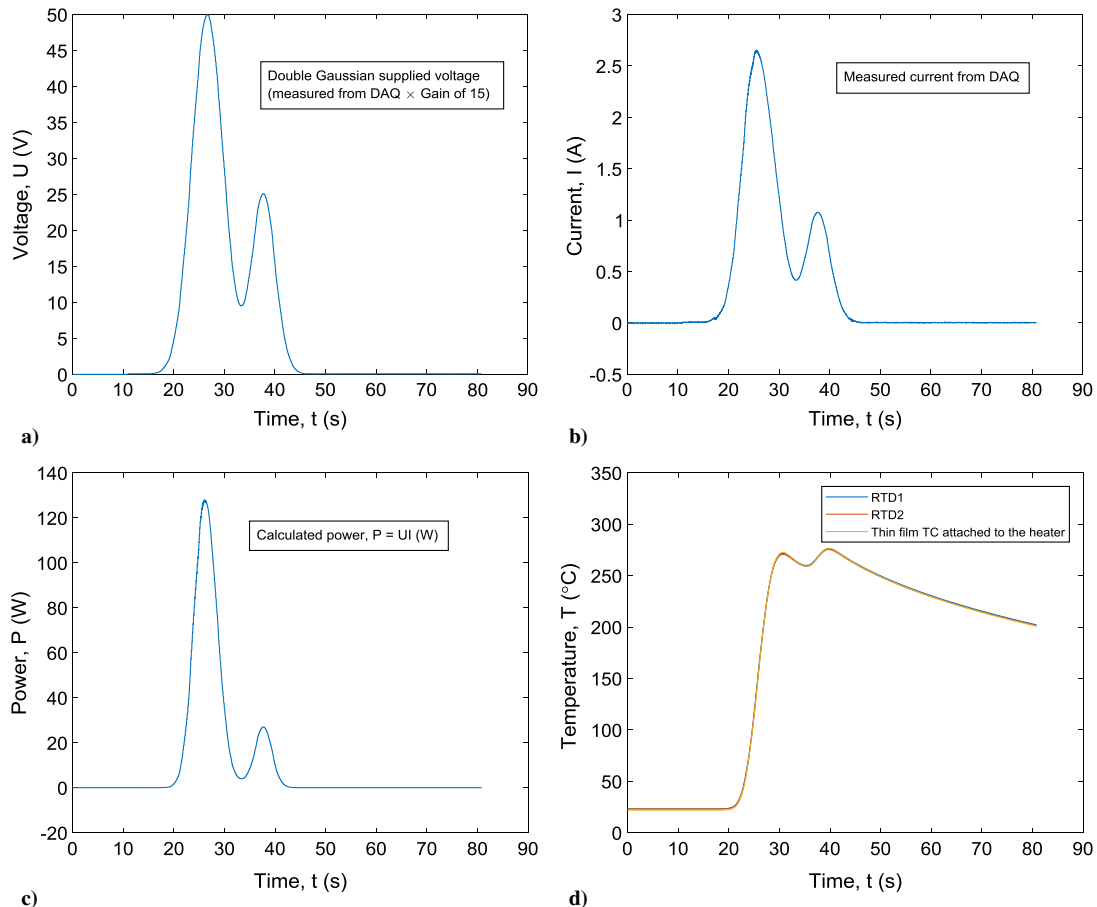 50
45
40
35
30
25
20
15
10
5
0
Voltage, U (V)
Double Gaussian supplied voltage
(measured from DAQ × Gain of 15)
0 10 20 30 40 50 60 70 80 90
Time, t (s)
a)
3
2.5
2
1.5
1
0.5
0
-0.5
Current, I (A)
Measured current from DAQ
0 10 20 30 40 50 60 70 80 90
Time, t (s)
b)
140
120
100
80
60
40
20
0
-20
Power, P (W)
Calculated power, P = UI (W)
0 10 20 30 40 50 60 70 80 90
Time, t (s)
c)
350
300
250
200
150
100
50
0
Temperature, T (°C)
RTD1
RTD2
Thin film TC attached to the heater
0 10 20 30 40 50 60 70 80 90
Time, t (s)
d)